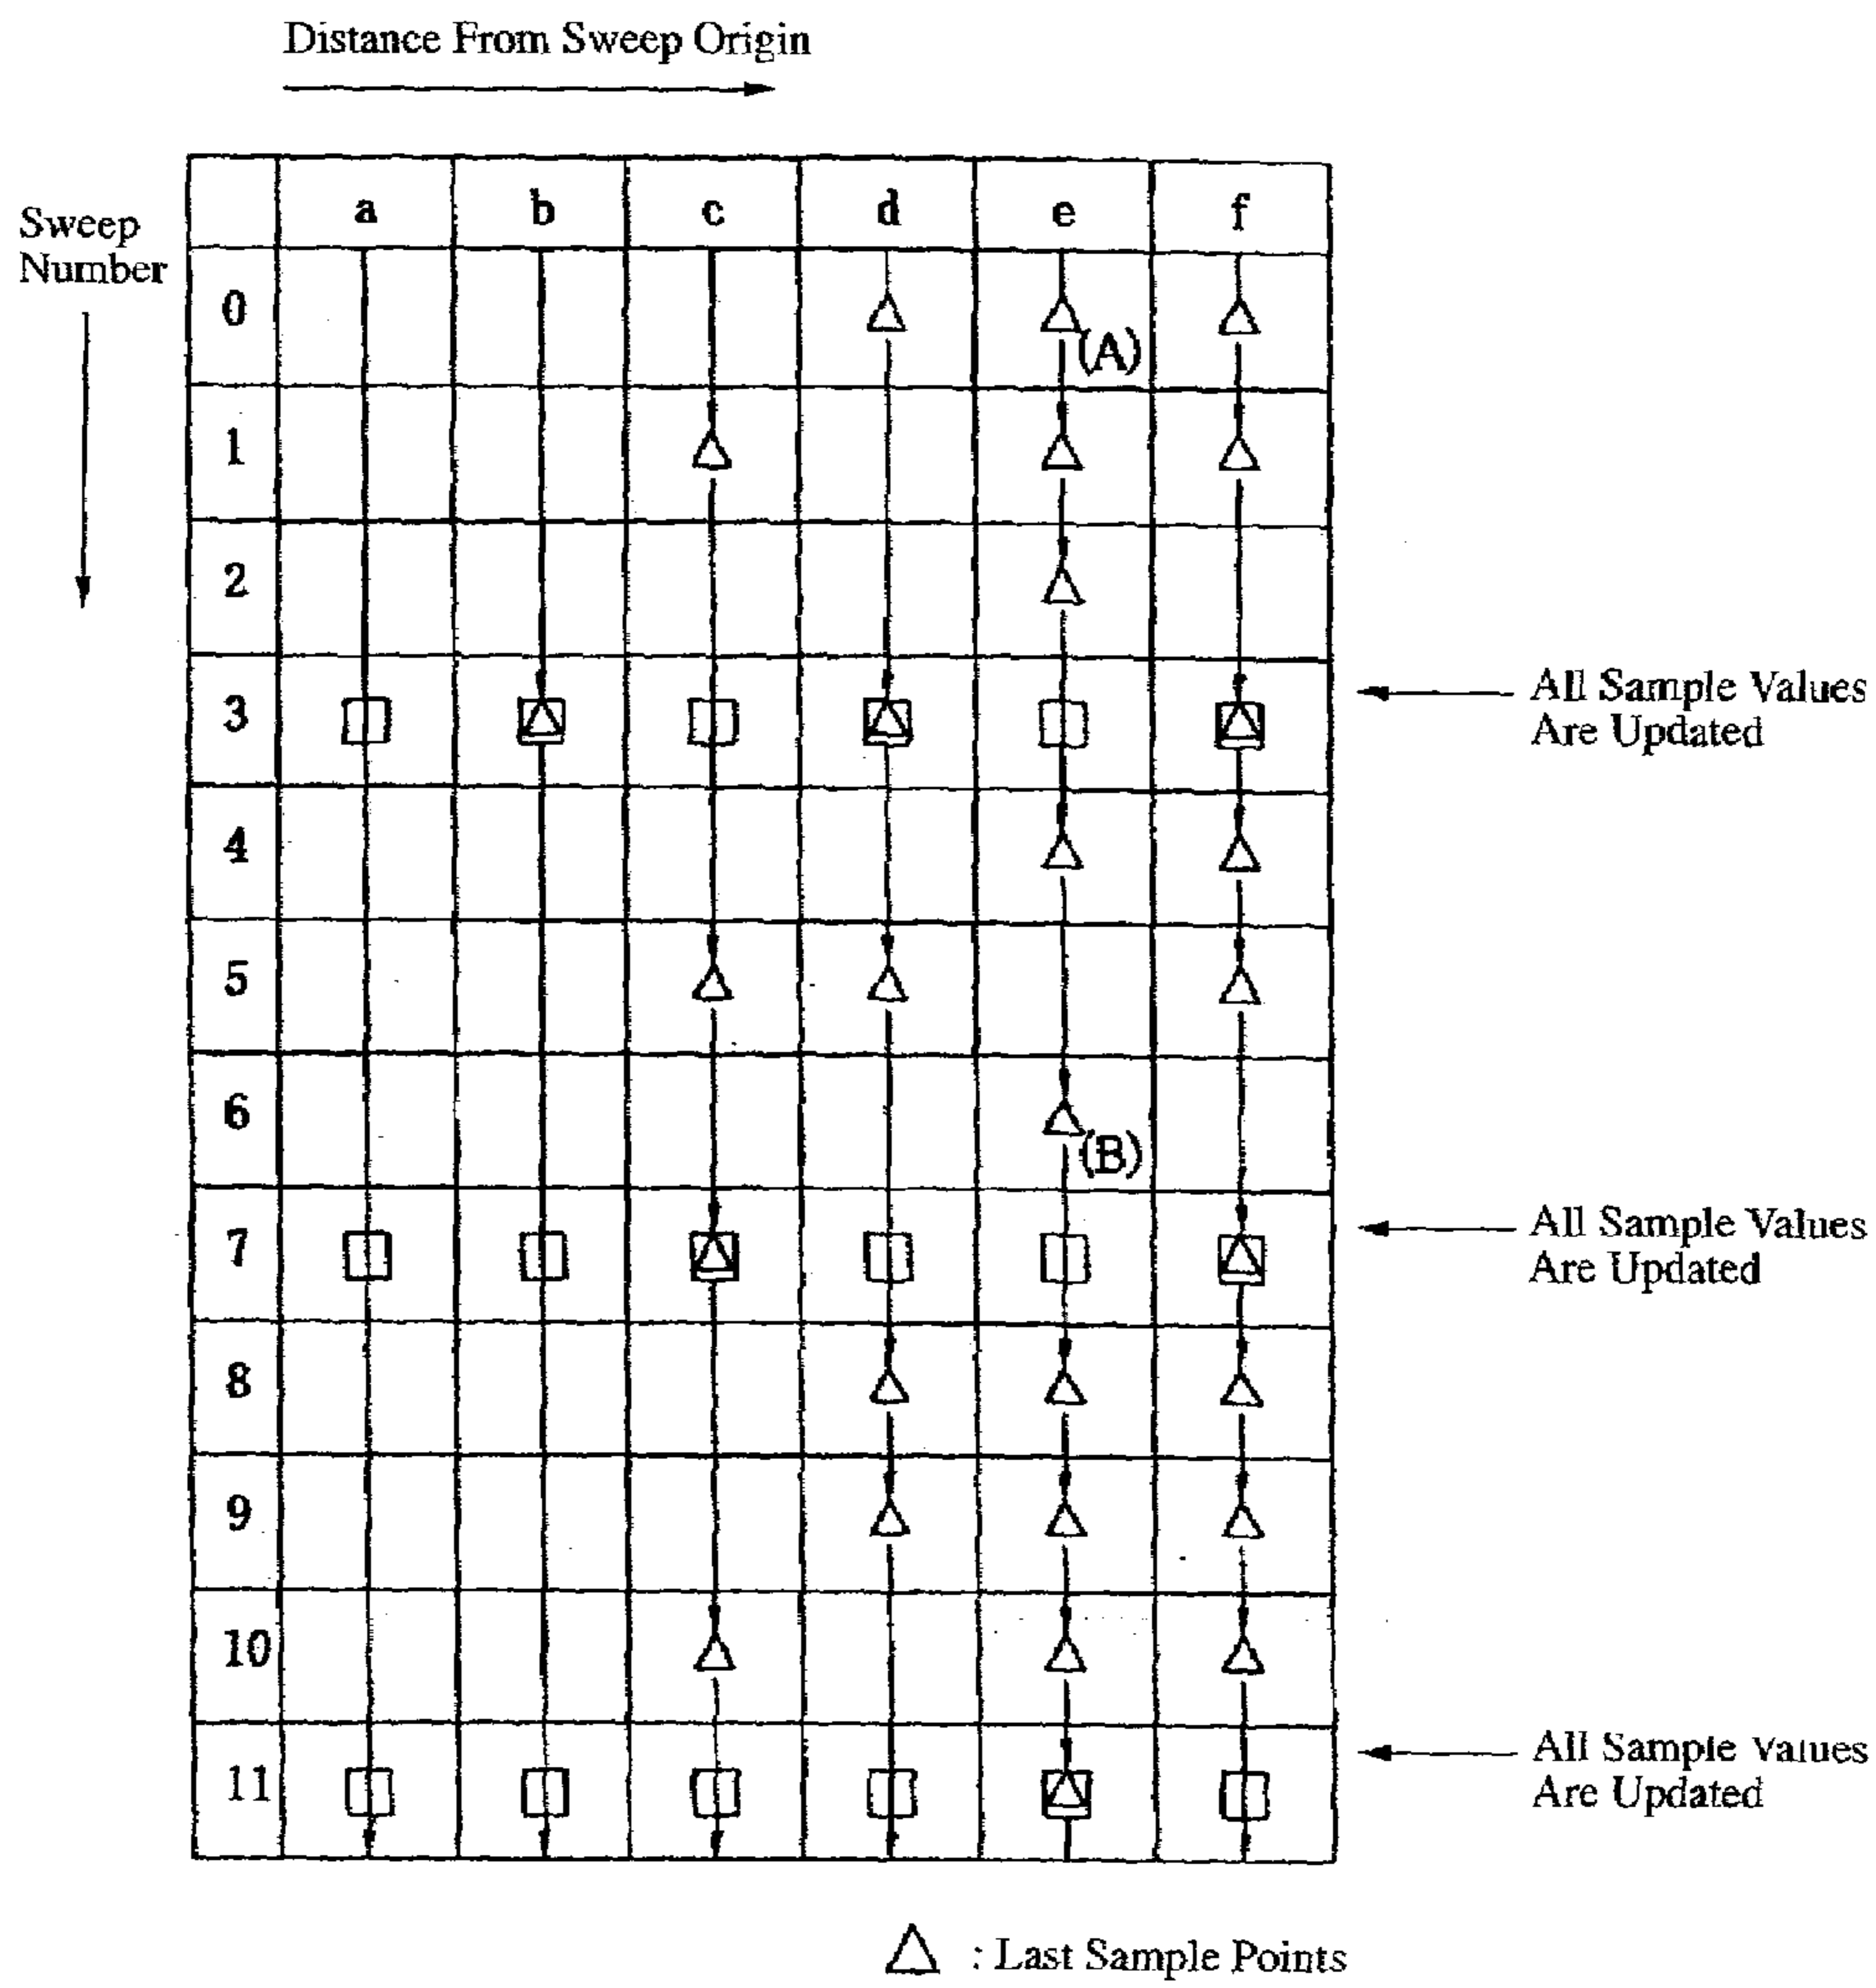 Distance From Sweep Origin
Sweep
Number
a b c d e f
0
(A)
1
2
3
All Sample Values
Are Updated
4
5
6
(B)
7
All Sample Values
Are Updated
8
9
10
11
All Sample Values
Are Updated
: Last Sample Points